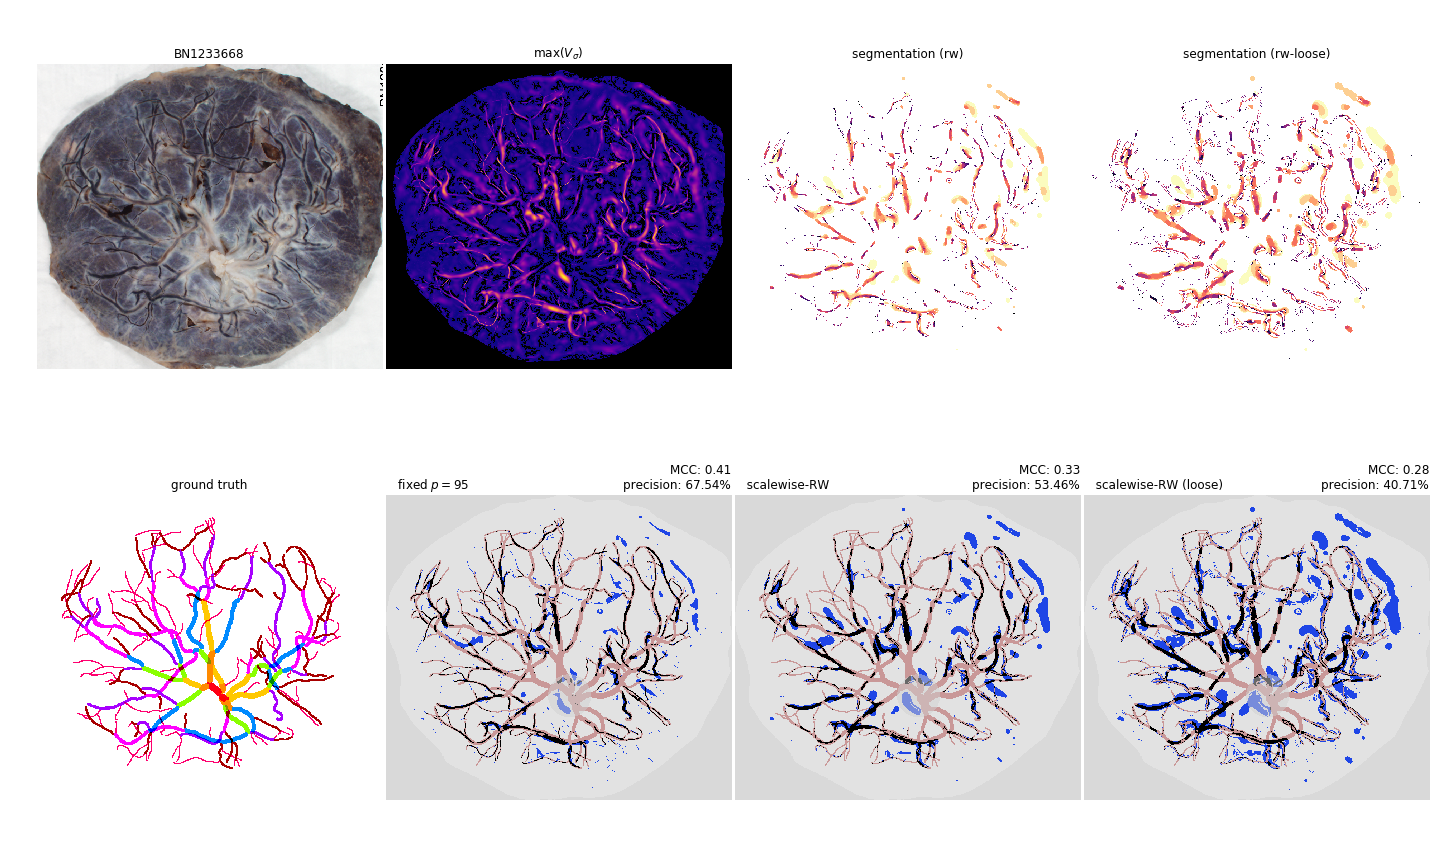 BN1233668
max(Vσ)
segmentation (rw)
segmentation (rw-loose)
ground truth
fixed p = 95
MCC: 0.41
precision: 67.54%
scalewise-RW
MCC: 0.33
precision: 53.46%
scalewise-RW (loose)
MCC: 0.28
precision: 40.71%